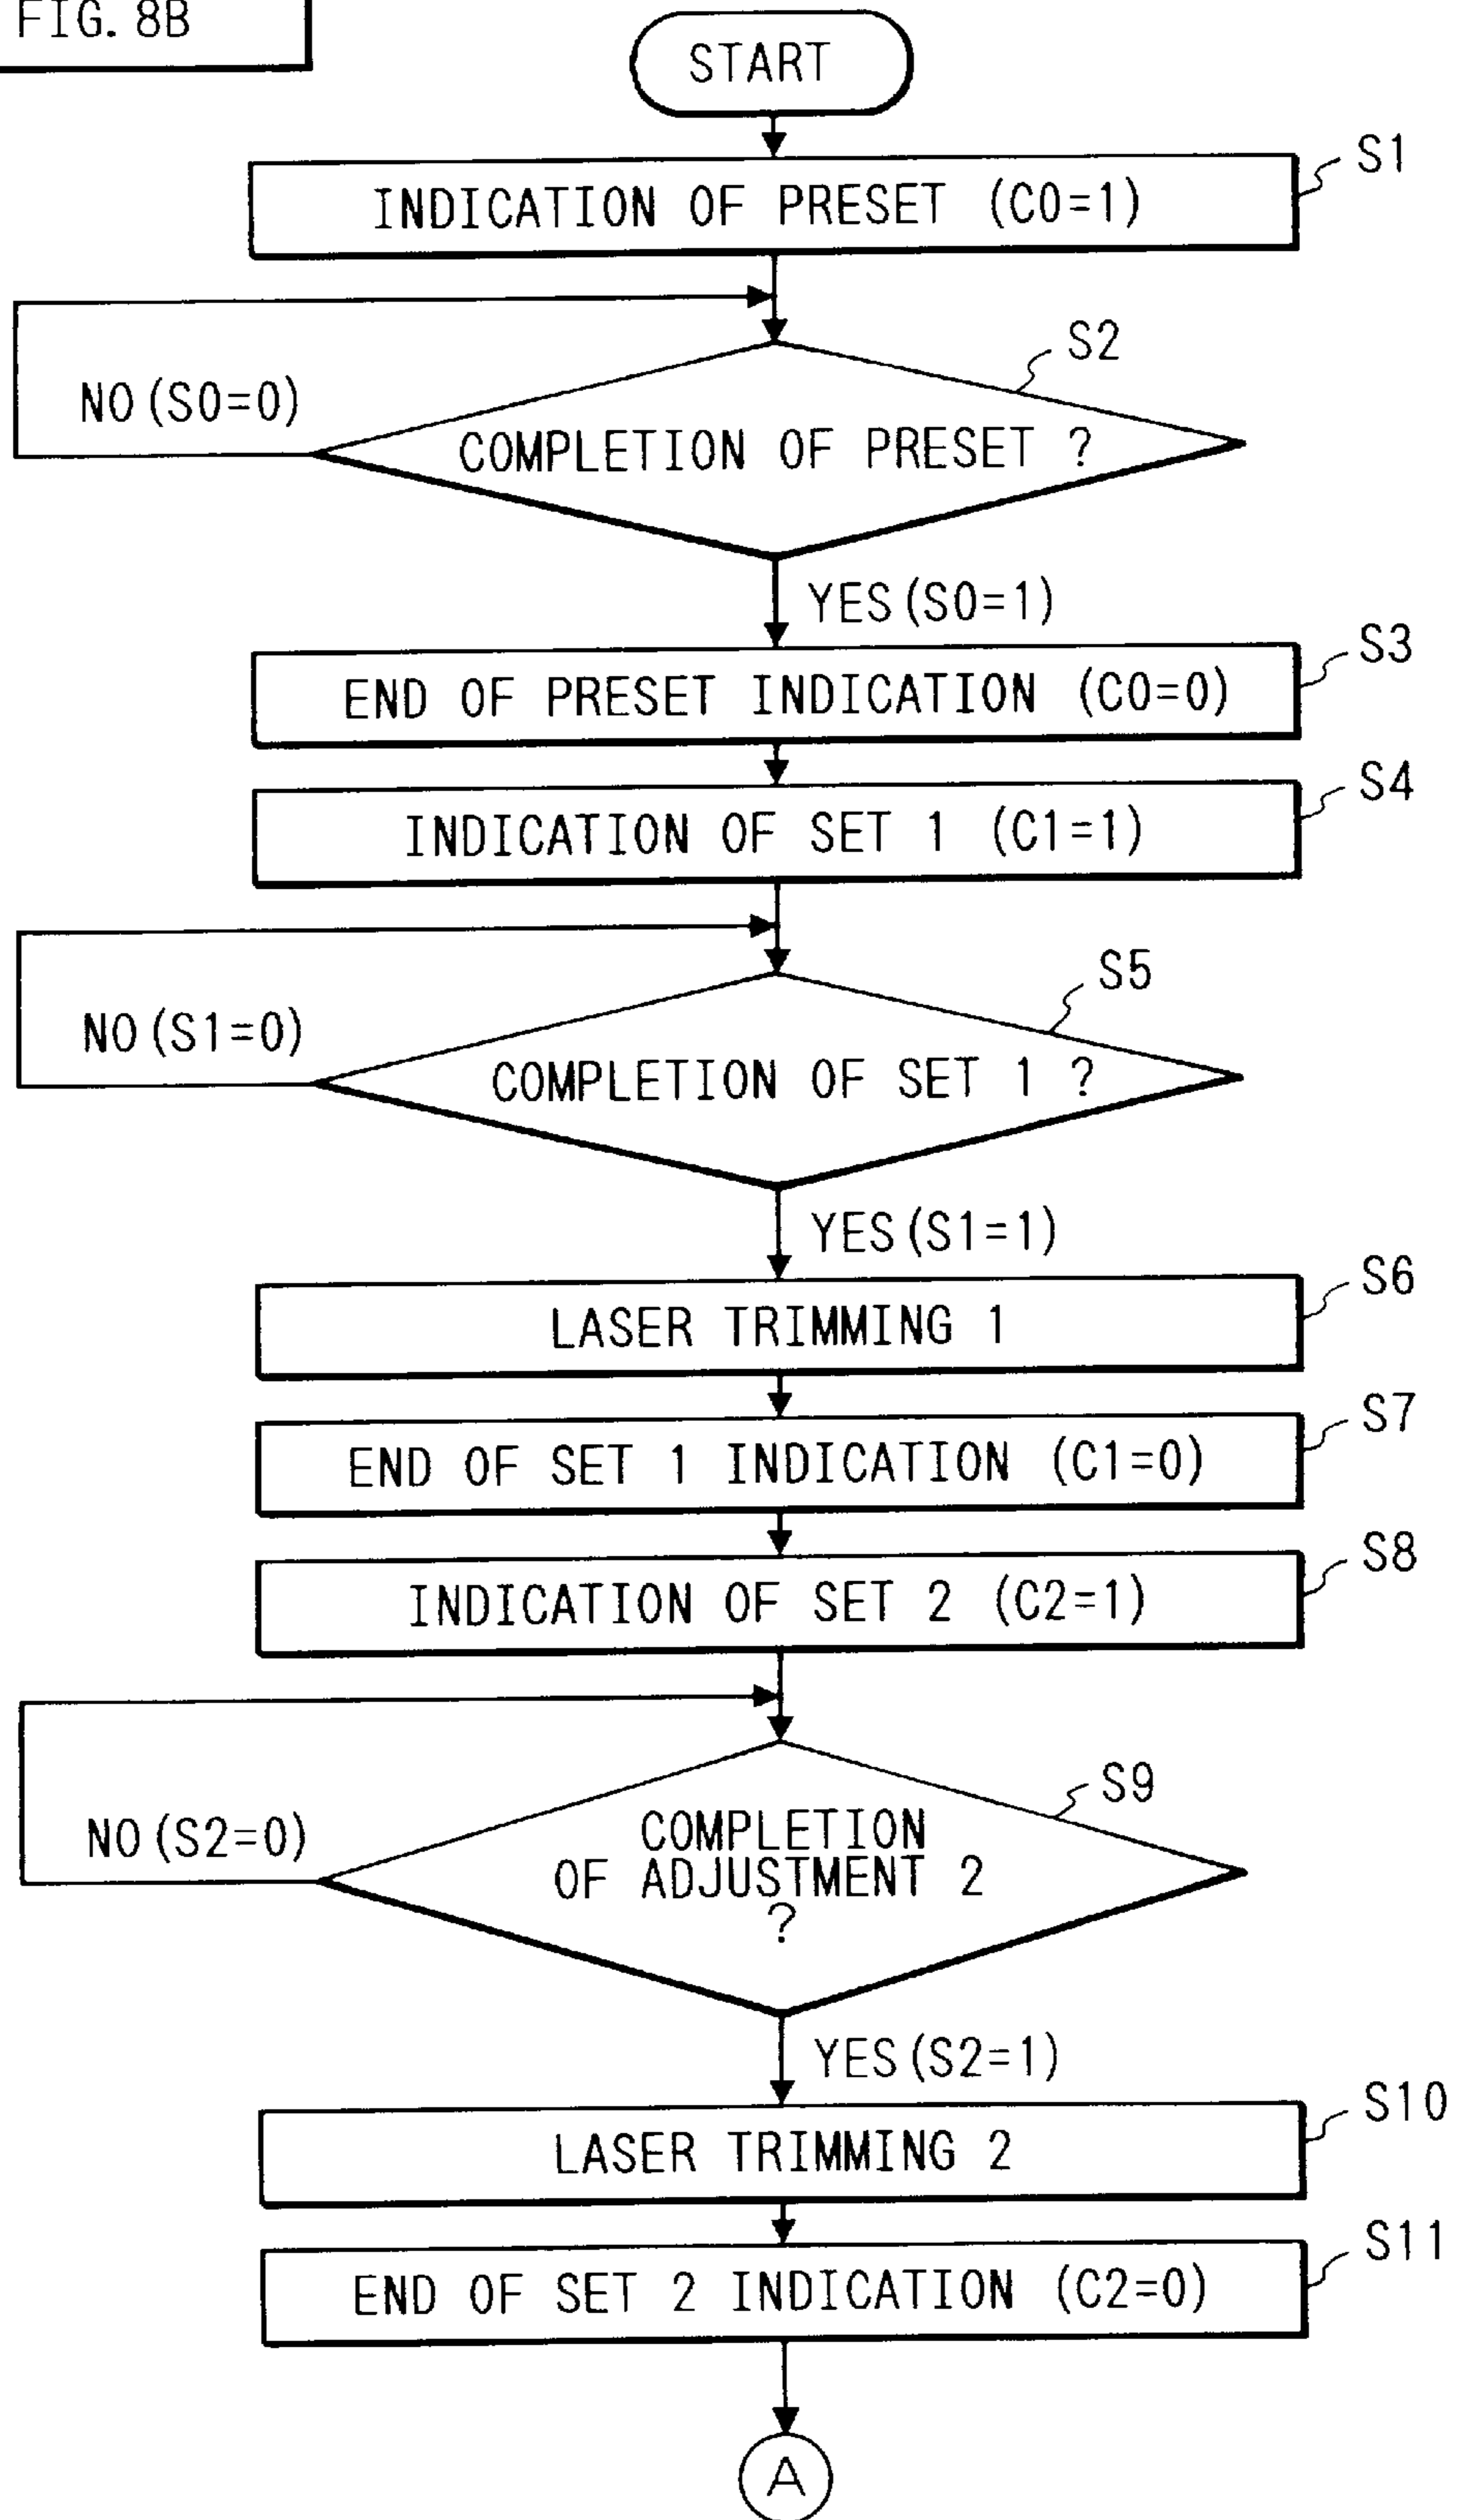 FIG. 8B
START
INDICATION OF PRESET (C0=1)
S1
S2
NO(S0=0)
COMPLETION OF PRESET ?
YES(S0=1)
S3
END OF PRESET INDICATION (C0=0)
S4
INDICATION OF SET 1 (C1=1)
S5
NO(S1=0)
COMPLETION OF SET 1 ?
YES(S1=1)
S6
LASER TRIMMING 1
S7
END OF SET 1 INDICATION (C1=0)
S8
INDICATION OF SET 2 (C2=1)
S9
NO(S2=0)
COMPLETION
OF ADJUSTMENT 2
?
YES(S2=1)
S10
LASER TRIMMING 2
S11
END OF SET 2 INDICATION (C2=0)
A